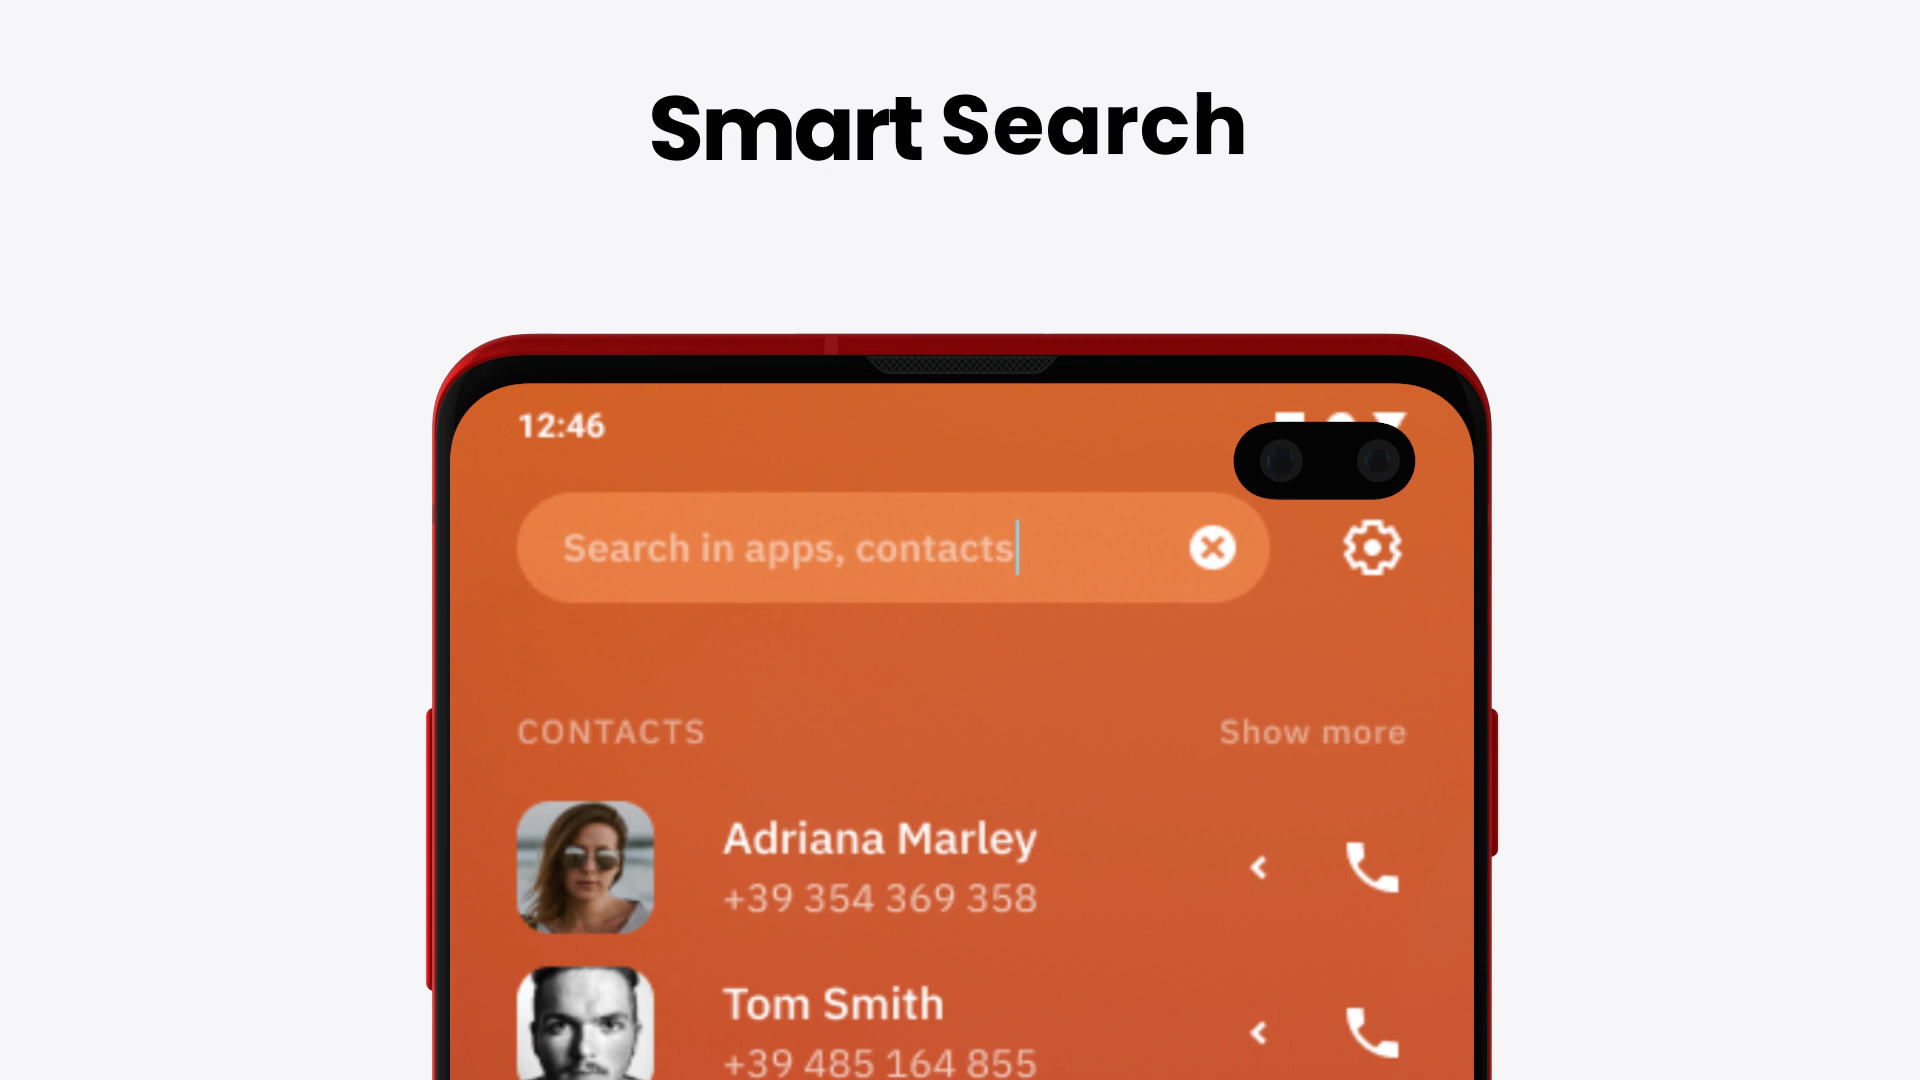 Smart Search
12:46
Search in apps, contacts
CONTACTS
Show more
Adriana Marley
+39 354 369 358
Tom Smith
+39 485 164 855